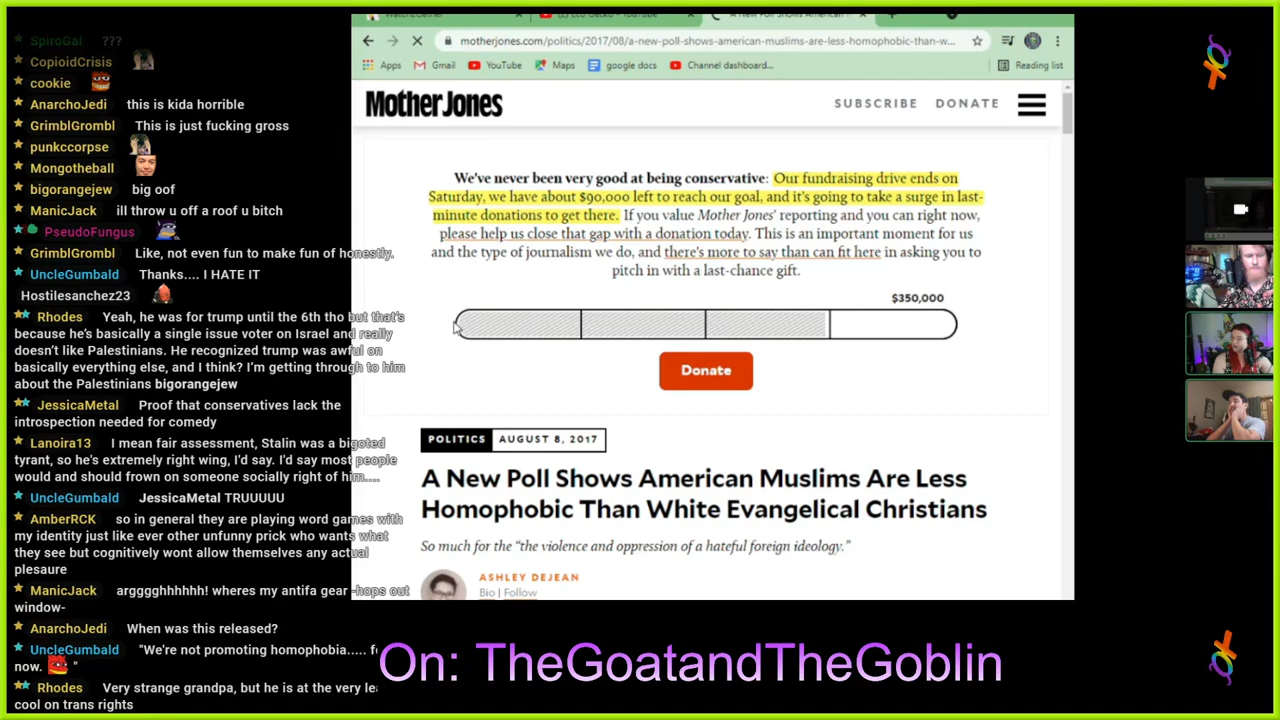 SpiroGal ???
CopioidCrisis
cookie
AnarchoJedi this is kida horrible
GrimblGrombl This is just fucking gross
punkccorpse
Mongotheball
bigorangejew big oof
ManicJack ill throw u off a roof u bitch
PseudoFungus
GrimblGrombl Like, not even fun to make fun of honestly.
UncleGumbald Thanks.... I HATE IT
Hostilesanchez23
Rhodes Yeah, he was for trump until the 6th tho but that's
because he's basically a single issue voter on Israel and really
doesn't like Palestinians. He recognized trump was awful on
basically everything else, and I think? I'm getting through to him
about the Palestinians bigorangejew
JessicaMetal Proof that conservatives lack the
introspection needed for comedy
Lanoira13 I mean fair assessment, Stalin was a bigoted
tyrant, so he's extremely right wing, I'd say. I'd say most people
would and should frown on someone socially right of him....
UncleGumbald JessicaMetal TRUUUUU
AmberRCK so in general they are playing word games with
my identity just like ever other unfunny prick who wants what
they see but cognitively wont allow themselves any actual
plesaure
ManicJack argggghhhhhh! wheres my antifa gear -hops out
window-
AnarchoJedi When was this released?
UncleGumbald "We're not promoting homophobia..... f
now. "
Rhodes Very strange grandpa, but he is at the very le
cool on trans rights
motherjones.com/politics/2017/08/a-new-poll-shows-american-muslims-are-less-homophobic-than-w...
Apps Gmail YouTube Maps google docs Channel dashboard... Reading list
Mother Jones
SUBSCRIBE DONATE
We've never been very good at being conservative: Our fundraising drive ends on
Saturday, we have about $90,000 left to reach our goal, and it's going to take a surge in last-
minute donations to get there. If you value Mother Jones' reporting and you can right now,
please help us close that gap with a donation today. This is an important moment for us
and the type of journalism we do, and there's more to say than can fit here in asking you to
pitch in with a last-chance gift.
$350,000
Donate
POLITICS AUGUST 8, 2017
A New Poll Shows American Muslims Are Less
Homophobic Than White Evangelical Christians
So much for the "the violence and oppression of a hateful foreign ideology."
ASHLEY DEJEAN
Bio | Follow
On: TheGoatandTheGoblin